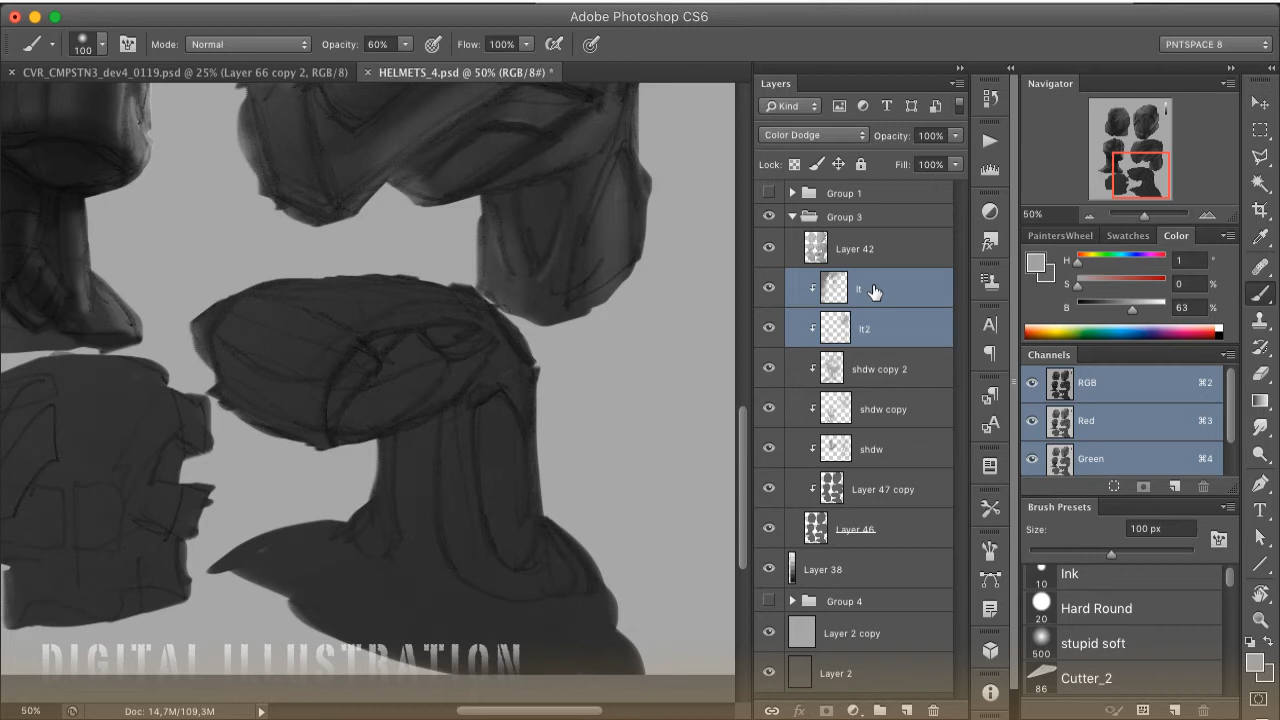 Adobe Photoshop CS6
100 Mode: Normal Opacity: 60% Flow: 100% PNTSPACE 8
× CVR_CMPSTN3_dev4_0119.psd @ 25% (Layer 66 copy 2, RGB/8) × HELMETS_4.psd @ 50% (RGB/8#) *
Layers
Kind
Color Dodge Opacity: 100%
Lock: Fill: 100%
Group 1
Group 3
Layer 42
lt
lt2
shdw copy 2
shdw copy
shdw
Layer 47 copy
Layer 46
Layer 38
Group 4
Layer 2 copy
Layer 2
fx
Navigator
50%
PaintersWheel Swatches Color
H 1 °
S 0 %
B 63 %
Channels
RGB ⌘2
Red ⌘3
Green ⌘4
Brush Presets
Size: 100 px
10 Ink
20 Hard Round
500 stupid soft
86 Cutter_2
DIGITAL ILLUSTRATION
50% Doc: 14,7M/109,3M